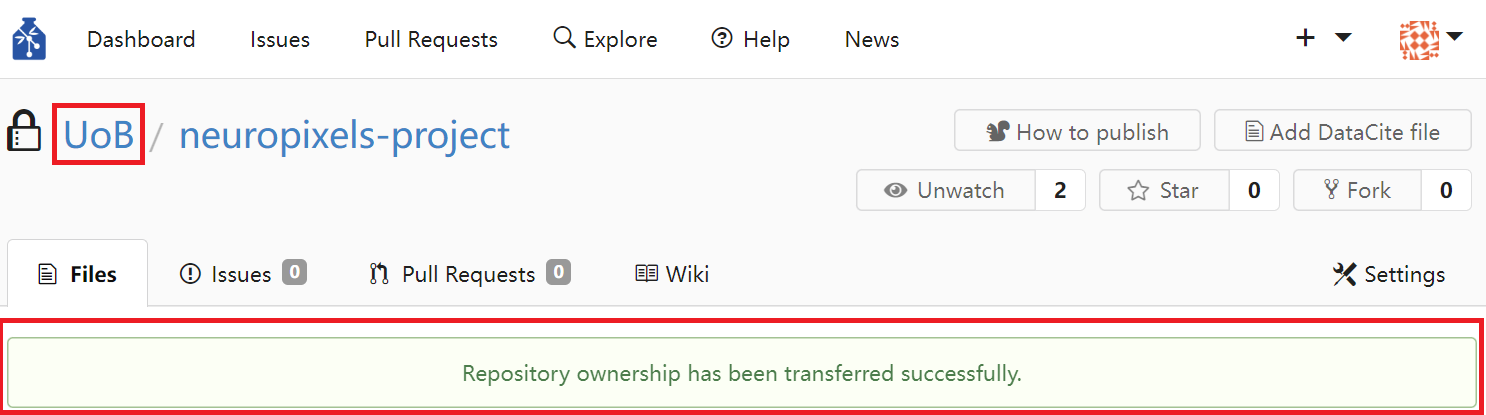 Dashboard Issues Pull Requests Explore Help News
UoB / neuropixels-project
How to publish Add DataCite file
Unwatch 2 Star 0 Fork 0
Files Issues 0 Pull Requests 0 Wiki Settings
Repository ownership has been transferred successfully.